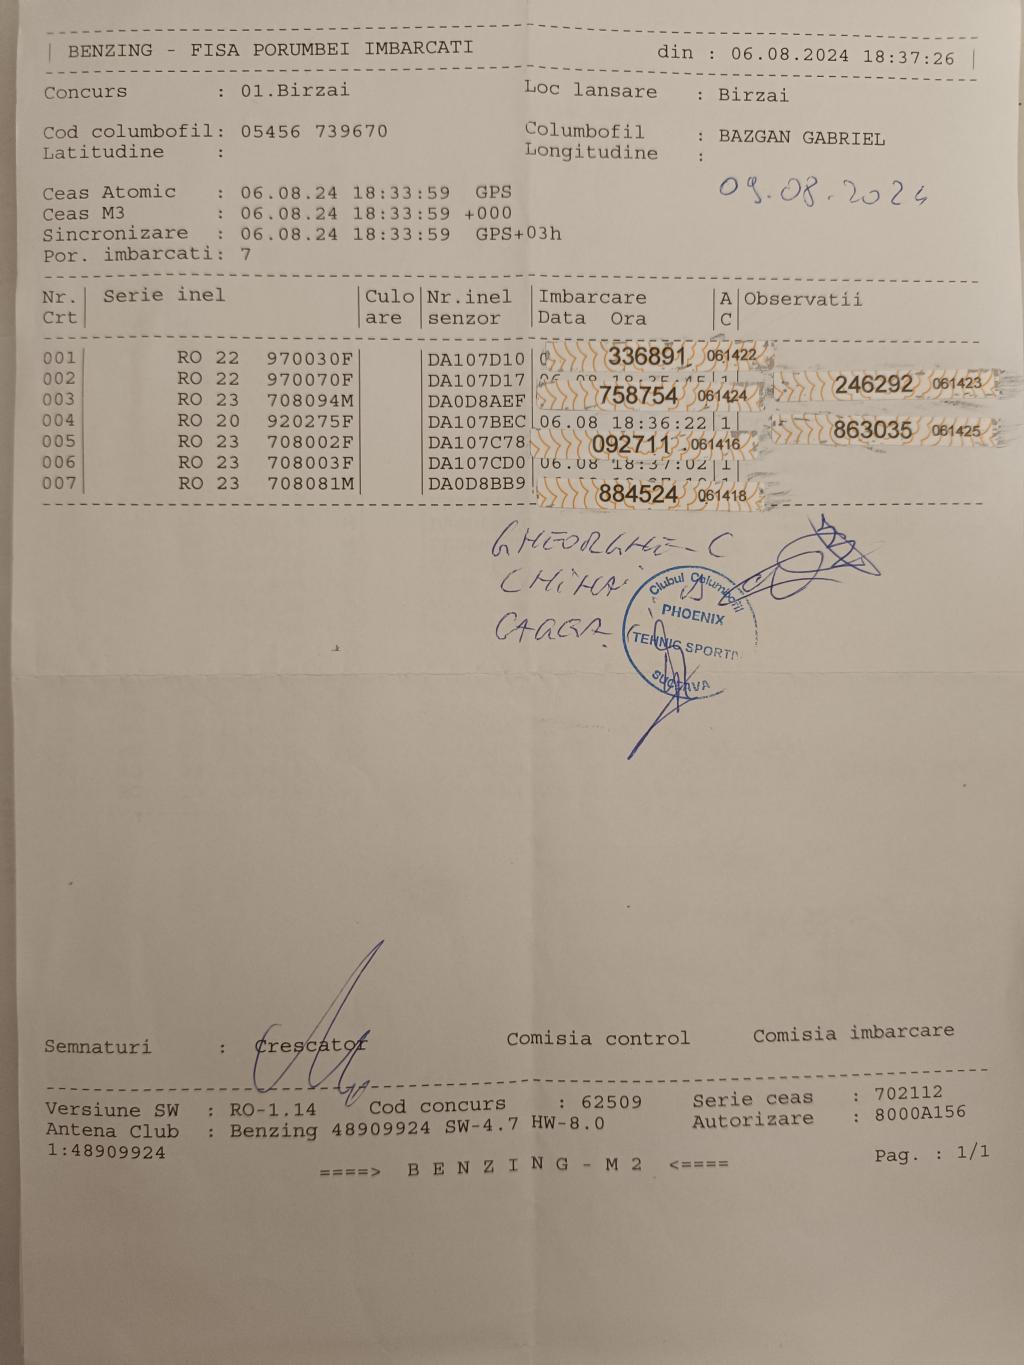 BENZING - FISA PORUMBEI IMBARCATI din : 06.08.2024 18:37:26
Concurs : 01.Birzai Loc lansare : Birzai
Cod columbofil: 05456 739670 Columbofil : BAZGAN GABRIEL
Latitudine : Longitudine :
09.08.2024
Ceas Atomic : 06.08.24 18:33:59 GPS
Ceas M3 : 06.08.24 18:33:59 +000
Sincronizare : 06.08.24 18:33:59 GPS+03h
Por. imbarcati: 7
Nr. Serie inel Culo Nr.inel Imbarcare A Observatii
Crt are senzor Data Ora C
001 RO 22 970030F DA107D10 336891 061422
002 RO 22 970070F DA107D17 246292 061423
003 RO 23 708094M DA0D8AEF 758754 061424
004 RO 20 920275F DA107BEC 06.08 18:36:22 1 863035 061425
005 RO 23 708002F DA107C78 092711 061416
006 RO 23 708003F DA107CD0 06.08 18:37:02 1
007 RO 23 708081M DA0D8BB9 884524 061418
GHEORGHE-C
Clubul Columbofil
PHOENIX
TEHNIC SPORTIV
SUCEAVA
Semnaturi : Crescator Comisia control Comisia imbarcare
Versiune SW : RO-1.14 Cod concurs : 62509 Serie ceas : 702112
Antena Club : Benzing 48909924 SW-4.7 HW-8.0 Autorizare : 8000A156
1:48909924
====> B E N Z I N G - M 2 <==== Pag. : 1/1